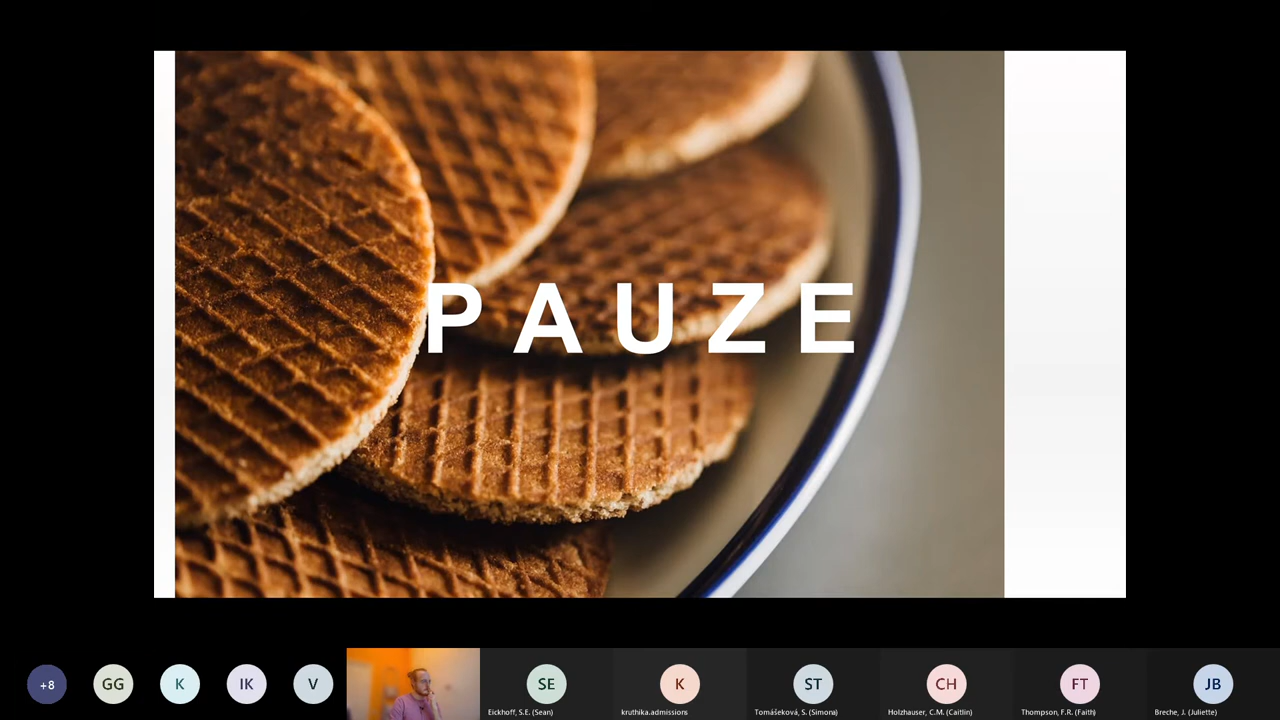 PAUZE
+8
GG
K
IK
V
SE
K
ST
CH
FT
JB
Eickhoff, S.E. (Sean)
kruthika.admissions
Tomášeková, S. (Simona)
Holzhauser, C.M. (Caitlin)
Thompson, F.R. (Faith)
Breche, J. (Juliette)